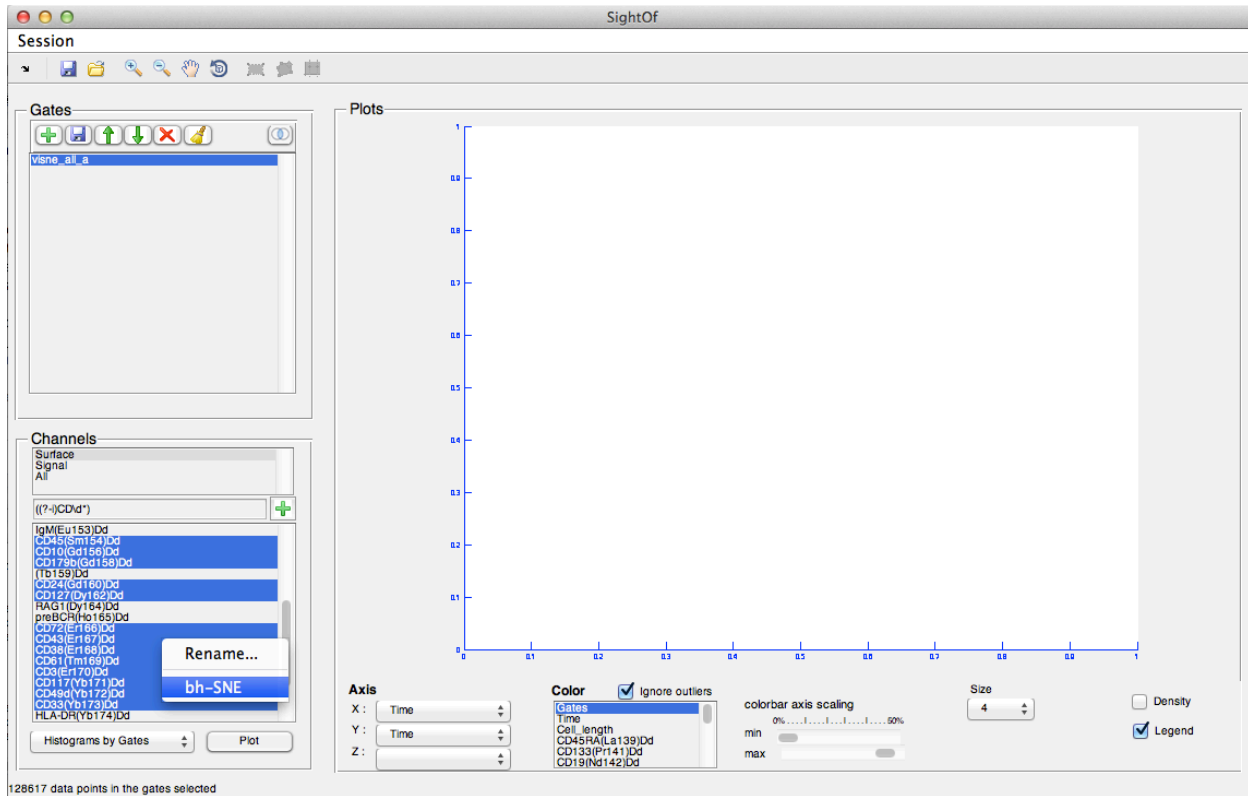 SightOf
Session
Gates
visne_all_a
Channels
Surface
Signal
All
((?-i)CD\d*)
IgM(Eu153)Dd
CD45(Sm154)Dd
CD10(Gd156)Dd
CD179b(Gd158)Dd
(Tb159)Dd
CD24(Gd160)Dd
CD127(Dy162)Dd
RAG1(Dy164)Dd
preBCR(Ho165)Dd
CD72(Er166)Dd
CD43(Er167)Dd
CD38(Er168)Dd
CD61(Tm169)Dd
CD3(Er170)Dd
CD117(Yb171)Dd
CD49d(Yb172)Dd
CD33(Yb173)Dd
HLA-DR(Yb174)Dd
Rename...
bh-SNE
Histograms by Gates
Plot
Plots
1
0.9
0.8
0.7
0.6
0.5
0.4
0.3
0.2
0.1
0
0 0.1 0.2 0.3 0.4 0.5 0.6 0.7 0.8 0.9 1
Axis
X : Time
Y : Time
Z :
Color Ignore outliers
Gates
Time
Cell_length
CD45RA(La139)Dd
CD133(Pr141)Dd
CD19(Nd142)Dd
colorbar axis scaling
0%....I....I...I....I....50%
min
max
Size
4
Density
Legend
128617 data points in the gates selected